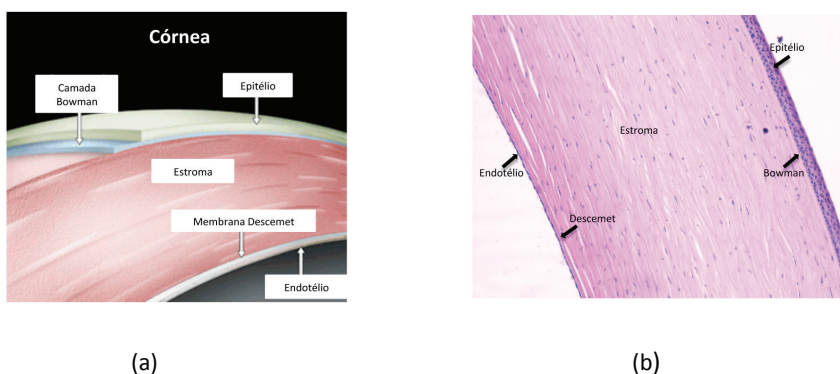 Córnea
Camada
Bowman
Epitélio
Estroma
Membrana Descemet
Endotélio
(a)
Epitélio
Estroma
Endotélio
Bowman
Descemet
(b)